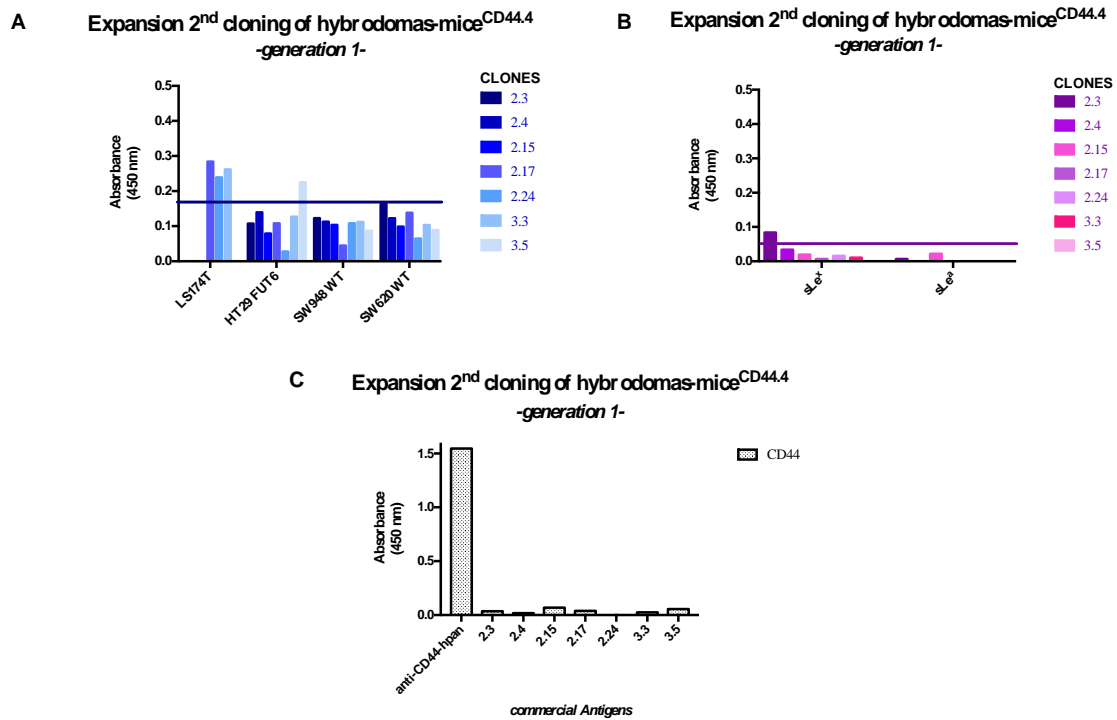 A
Expansion 2nd cloning of hybrodomas-miceCD44.4
-generation 1-
Absorbance
(450 nm)
0.5
0.4
0.3
0.2
0.1
0.0
LS174T
HT29 FUT6
SW948 WT
SW620 WT
CLONES
2.3
2.4
2.15
2.17
2.24
3.3
3.5
B
Expansion 2nd cloning of hybrodomas-miceCD44.4
-generation 1-
Absorbance
(450 nm)
0.5
0.4
0.3
0.2
0.1
0.0
sLex
sLea
CLONES
2.3
2.4
2.15
2.17
2.24
3.3
3.5
C
Expansion 2nd cloning of hybrodomas-miceCD44.4
-generation 1-
Absorbance
(450 nm)
1.5
1.0
0.5
0.0
anti-CD44-hpan
2.3
2.4
2.15
2.17
2.24
3.3
3.5
commercial Antigens
CD44